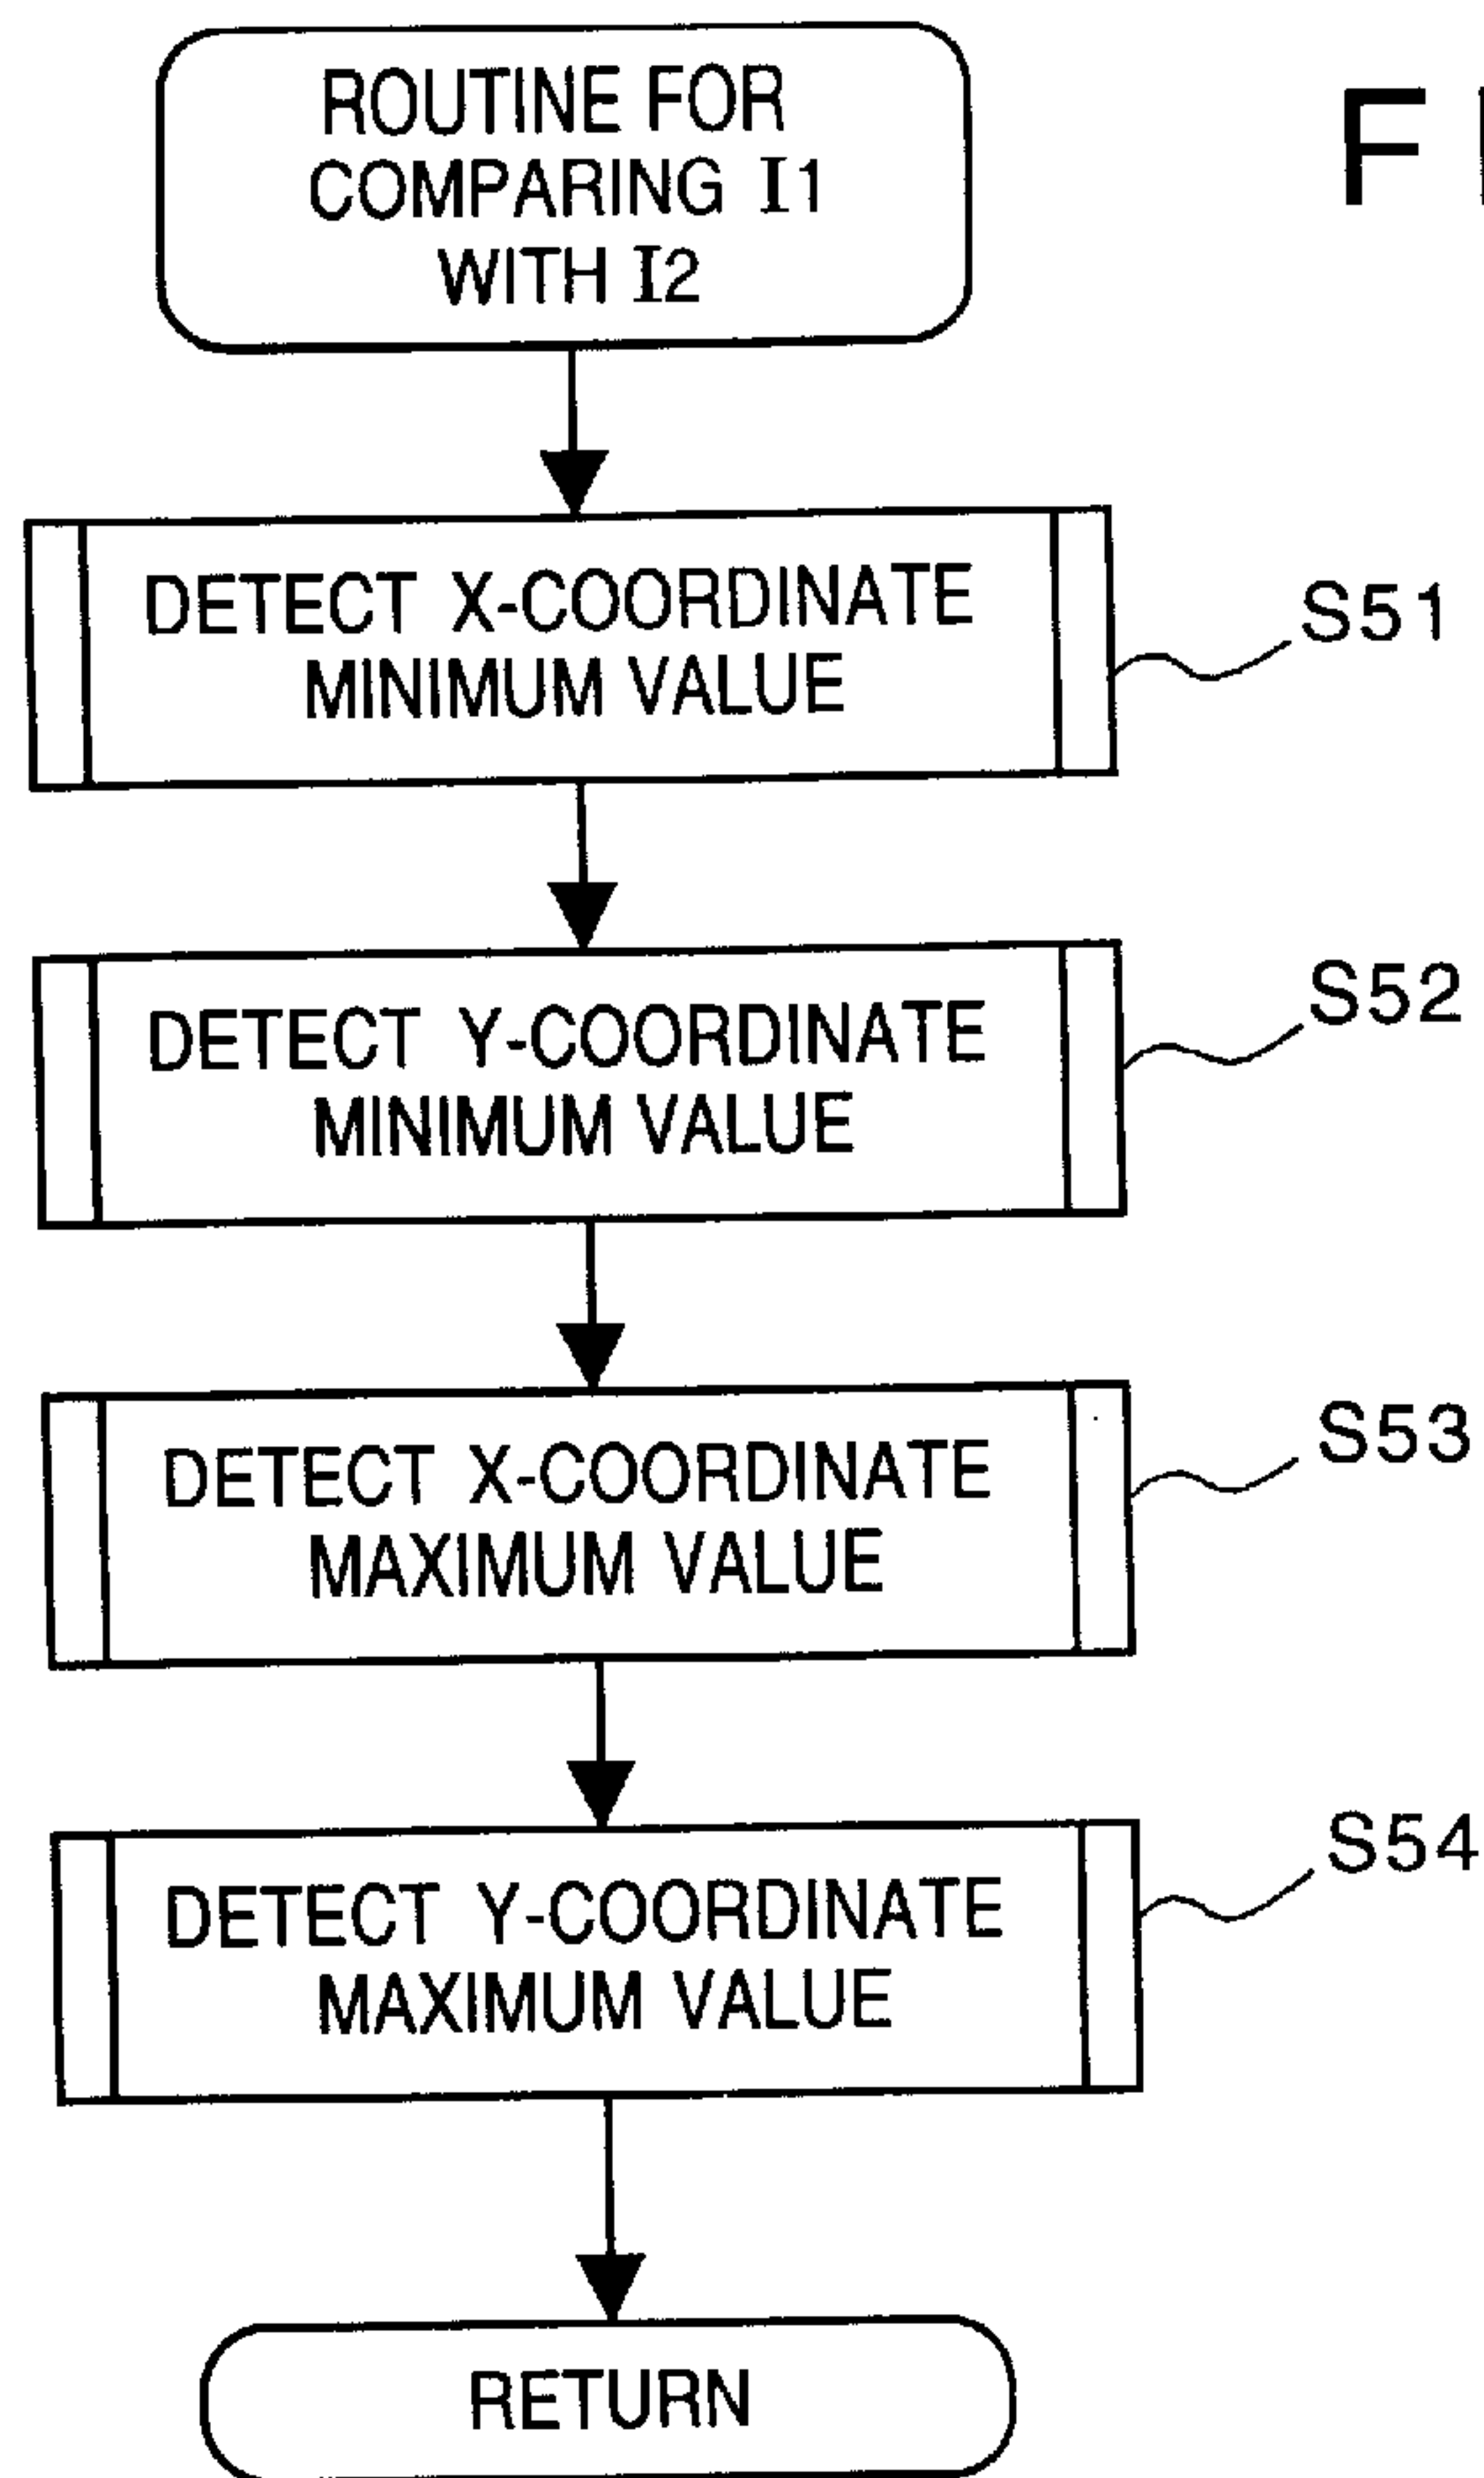 ROUTINE FOR
COMPARING I1
WITH I2
F
DETECT X-COORDINATE
MINIMUM VALUE
S51
DETECT Y-COORDINATE
MINIMUM VALUE
S52
DETECT X-COORDINATE
MAXIMUM VALUE
S53
DETECT Y-COORDINATE
MAXIMUM VALUE
S54
RETURN